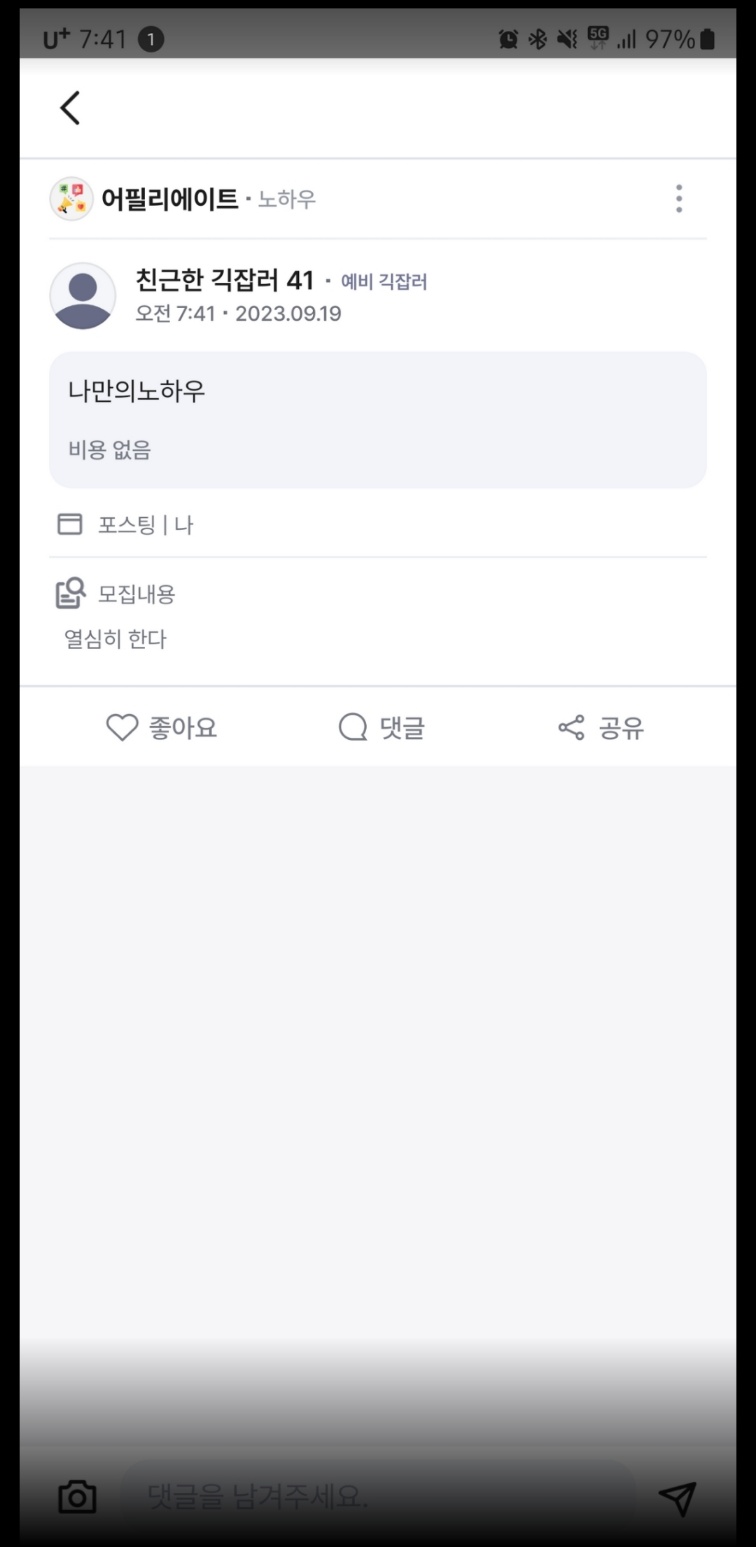 U⁺ 7:41 1 5G 97%
어필리에이트 · 노하우
친근한 긱잡러 41 · 예비 긱잡러
오전 7:41 · 2023.09.19
나만의노하우
비용 없음
포스팅 | 나
모집내용
열심히 한다
좋아요 댓글 공유
댓글을 남겨주세요.